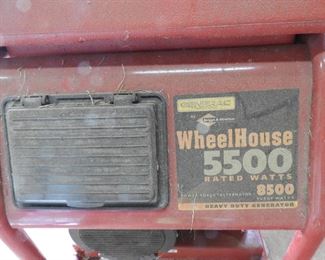 GENERAC
WheelHouse
5500
RATED WATTS
8500
HEAVY DUTY GENERATOR